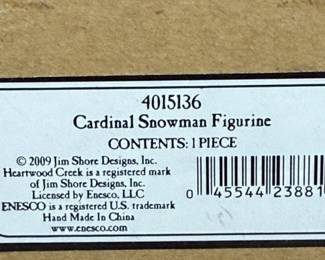 4015136
Cardinal Snowman Figurine
CONTENTS: 1 PIECE
© 2009 Jim Shore Designs, Inc.
Heartwood Creek is a registered mark
of Jim Shore Designs, Inc.
Licensed by Enesco, LLC
ENESCO is a registered U.S. trademark
Hand Made In China
www.enesco.com
0 45544 23881